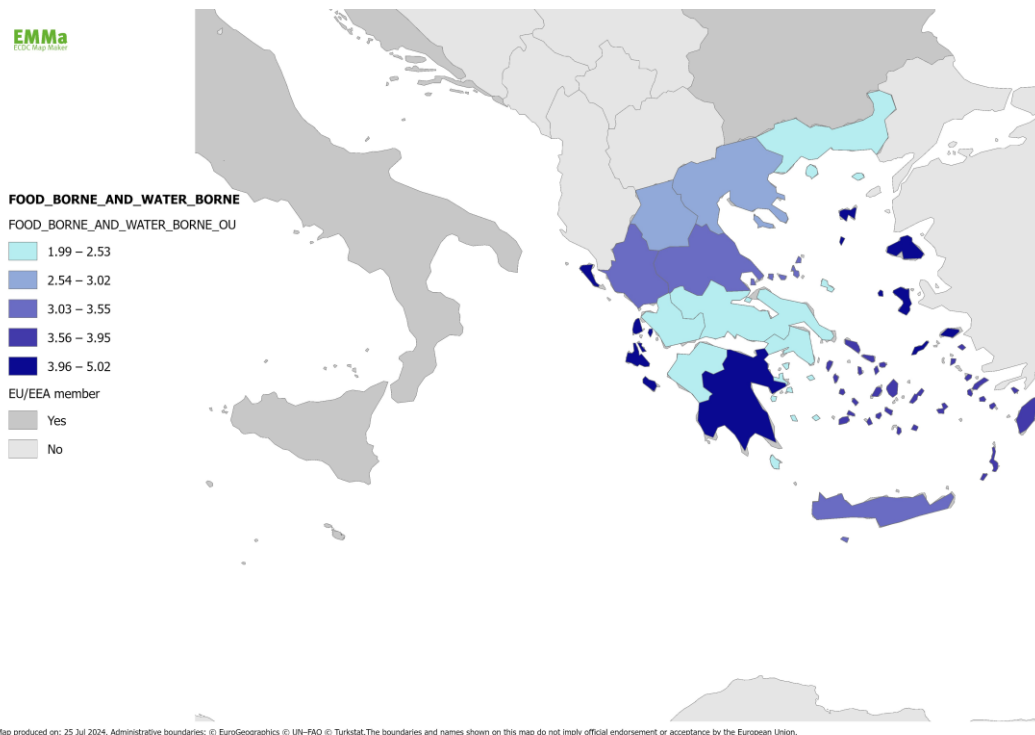 EMMa
ECDC Map Maker
FOOD_BORNE_AND_WATER_BORNE
FOOD_BORNE_AND_WATER_BORNE_OU
1.99 – 2.53
2.54 – 3.02
3.03 – 3.55
3.56 – 3.95
3.96 – 5.02
EU/EEA member
Yes
No
Map produced on: 25 Jul 2024. Administrative boundaries: © EuroGeographics © UN–FAO © Turkstat.The boundaries and names shown on this map do not imply official endorsement or acceptance by the European Union.